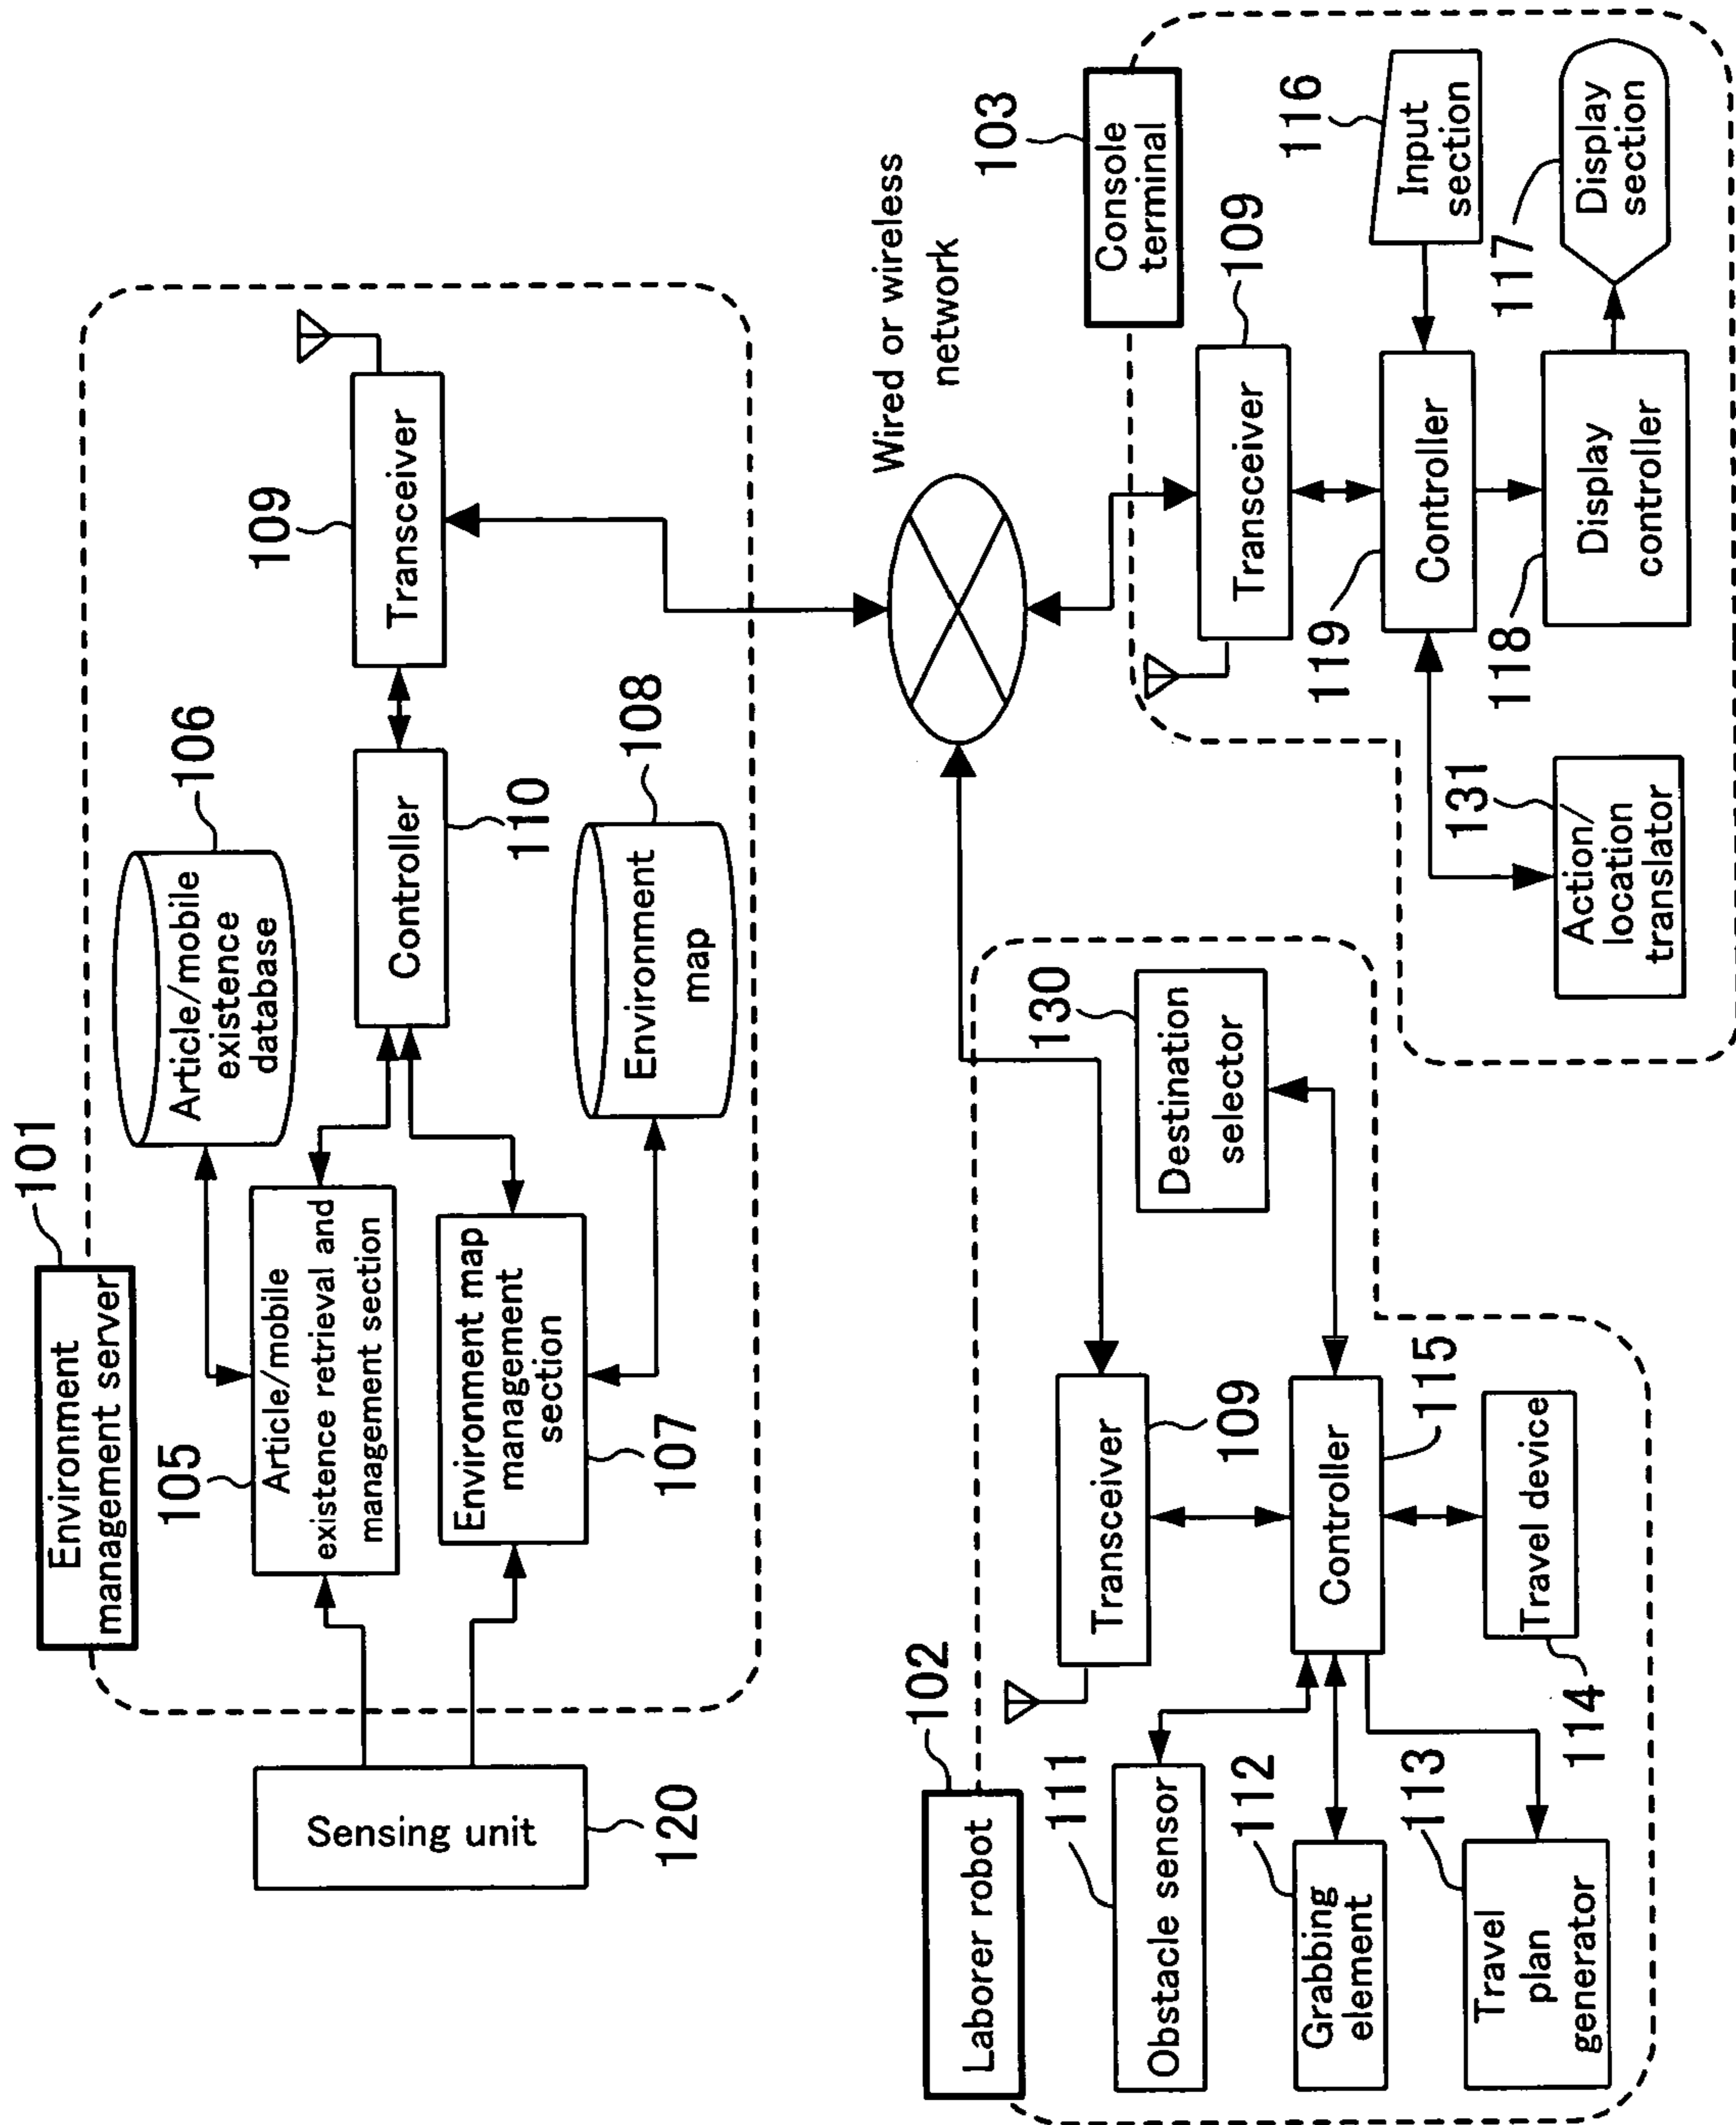 101
Environment
management server
105
Article/mobile
existence retrieval and
management section
106
Article/mobile
existence
database
107
Environment map
management
section
108
Environment
map
110
Controller
109
Transceiver
120
Sensing unit
Wired or wireless
network
102
Laborer robot
111
Obstacle sensor
112
Grabbing
element
113
Travel
plan
generator
109
Transceiver
115
Controller
114
Travel device
130
Destination
selector
103
Console
terminal
109
Transceiver
119
Controller
116
Input
section
117
Display
section
118
Display
controller
131
Action/
location
translator